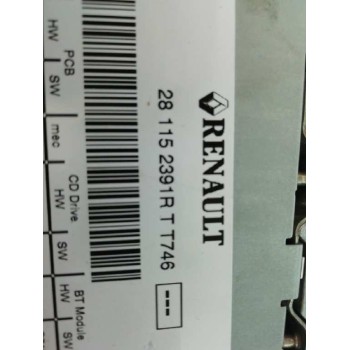 RENAULT
28 115 2391R T T746
---
PCB
HW SW
mec
CD Drive
HW SW
BT Module
HW SW